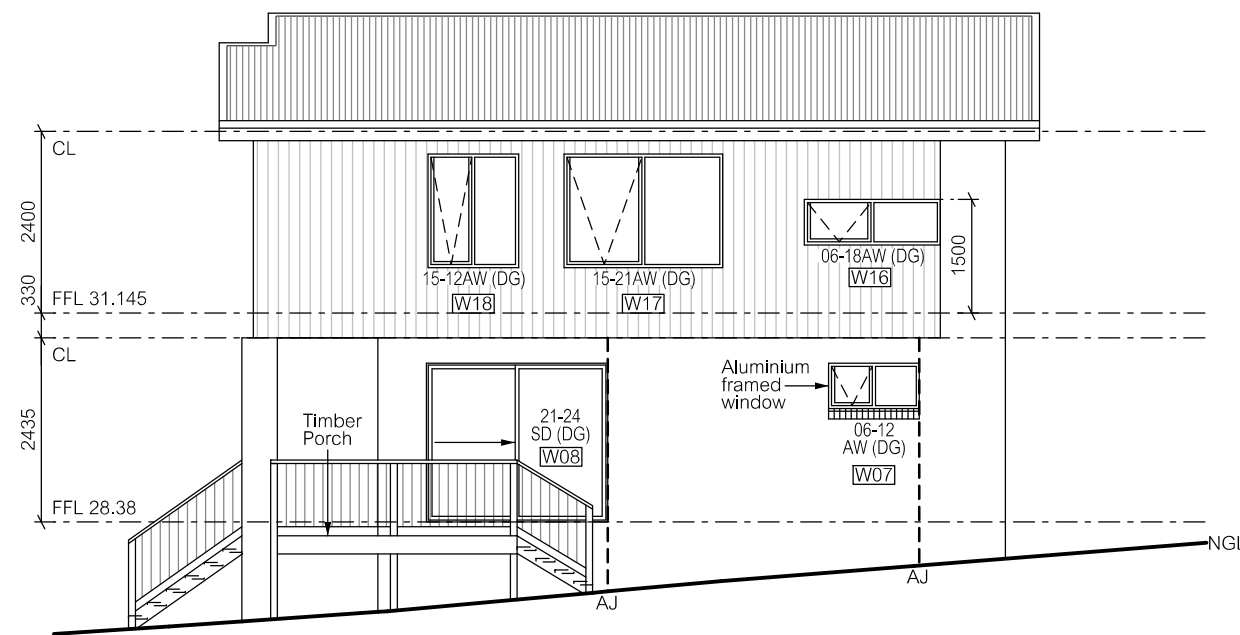 CL
2400
15-12AW (DG)
W18
15-21AW (DG)
W17
06-18AW (DG)
W16
1500
330
FFL 31.145
CL
2435
Timber
Porch
21-24
SD (DG)
W08
Aluminium
framed
window
06-12
AW (DG)
W07
FFL 28.38
NGL
AJ
AJ